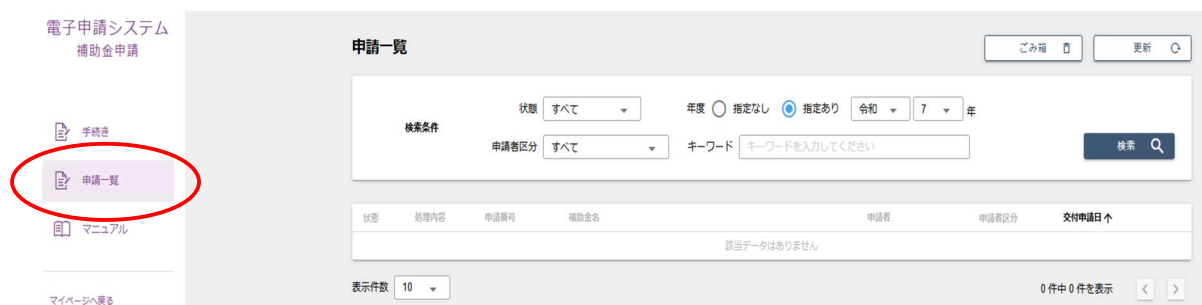 電子申請システム
補助金申請
手続き
申請一覧
マニュアル
マイページへ戻る
申請一覧
ごみ箱
更新
検索条件
状態 すべて 年度 指定なし 指定あり 令和 7 年
申請者区分 すべて キーワード キーワードを入力してください
検索
状態 処理内容 申請番号 補助金名 申請者 申請者区分 交付申請日↑
該当データはありません
表示件数 10 0 件中 0 件を表示